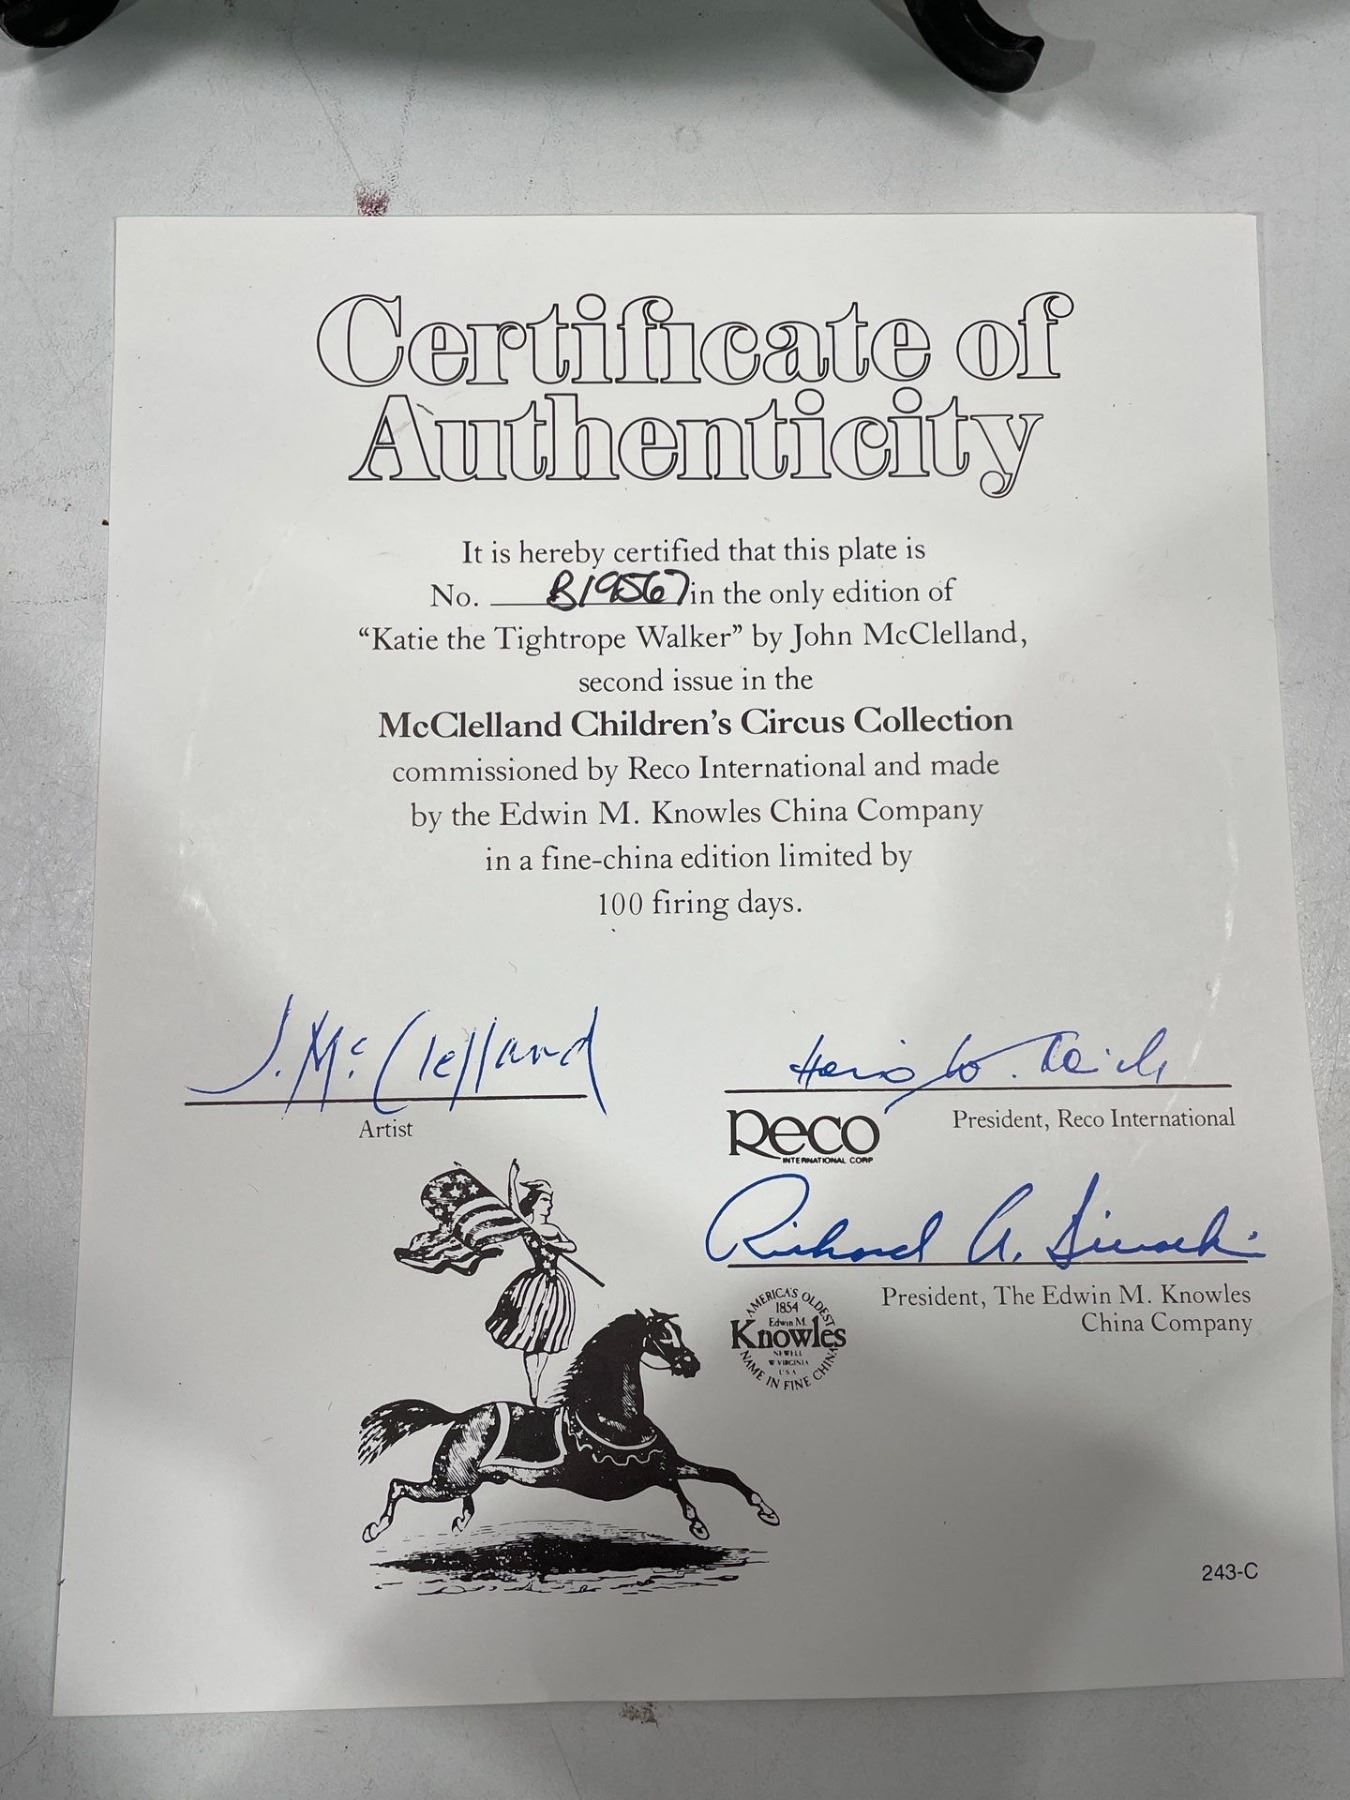 Certificate of
Authenticity
It is hereby certified that this plate is
No. B19567 in the only edition of
“Katie the Tightrope Walker” by John McClelland,
second issue in the
McClelland Children’s Circus Collection
commissioned by Reco International and made
by the Edwin M. Knowles China Company
in a fine-china edition limited by
100 firing days.
J. McClelland
Artist
Reco
INTERNATIONAL CORP
President, Reco International
Richard A.
President, The Edwin M. Knowles
China Company
AMERICA'S OLDEST
1854
Edwin M.
Knowles
NEWELL
W VIRGINIA
USA
NAME IN FINE CHINA
243-C